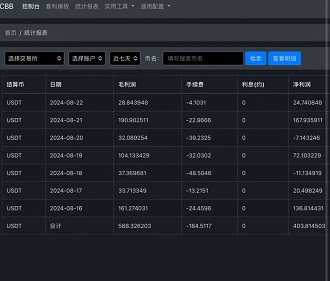 CBB 控制台 套利模板 统计报表 实用工具 通用配置
首页 / 统计报表
选择交易所 选择账户 近七天 币名: 填写搜索币名 检索 查看明细
结算币 日期 毛利润 手续费 利息(约) 净利润
USDT 2024-08-22 28.843948 -4.1031 0 24.740848
USDT 2024-08-21 190.902511 -22.9666 0 167.935911
USDT 2024-08-20 32.089254 -39.2325 0 -7.143246
USDT 2024-08-19 104.133429 -32.0302 0 72.103229
USDT 2024-08-18 37.369681 -48.5046 0 -11.134919
USDT 2024-08-17 33.713349 -13.2151 0 20.498249
USDT 2024-08-16 161.274031 -24.4596 0 136.814431
USDT 合计 588.326203 -184.5117 0 403.814503